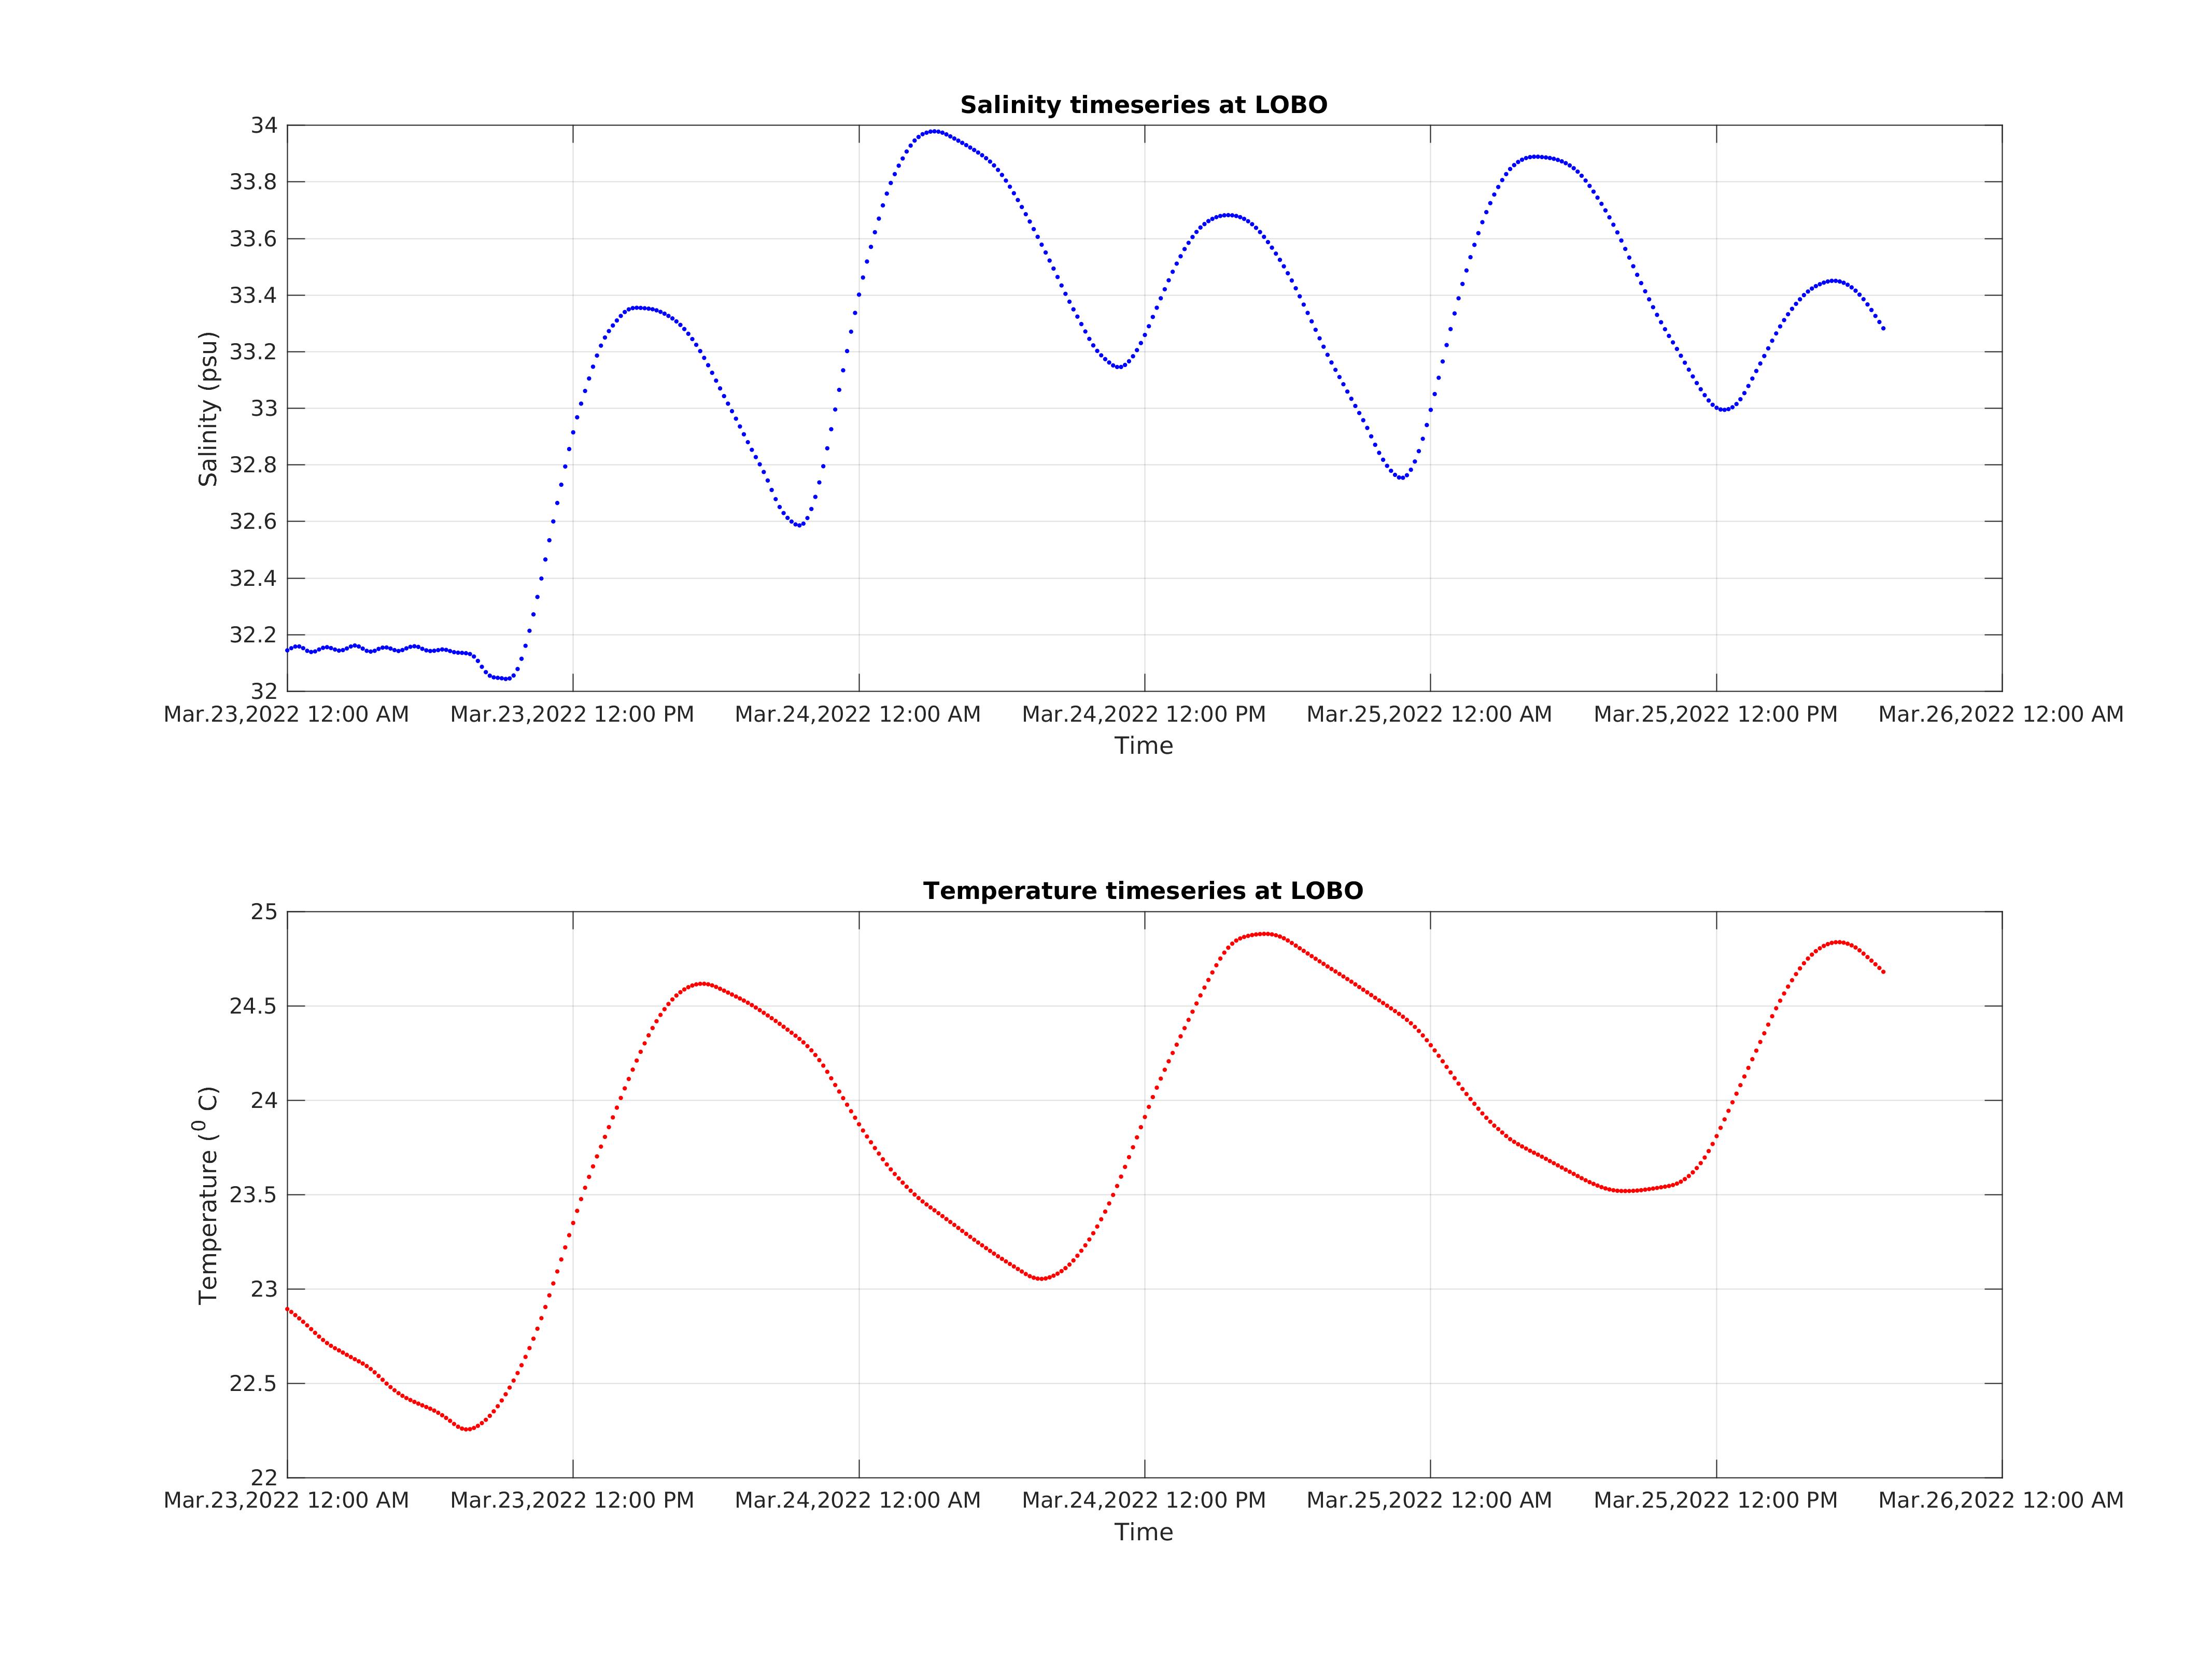 Salinity timeseries at LOBO
34
33.8
33.6
33.4
33.2
33
32.8
32.6
32.4
32.2
32
Salinity (psu)
Mar.23,2022 12:00 AM Mar.23,2022 12:00 PM Mar.24,2022 12:00 AM Mar.24,2022 12:00 PM Mar.25,2022 12:00 AM Mar.25,2022 12:00 PM Mar.26,2022 12:00 AM
Time
Temperature timeseries at LOBO
25
24.5
24
23.5
23
22.5
22
Temperature (⁰ C)
Mar.23,2022 12:00 AM Mar.23,2022 12:00 PM Mar.24,2022 12:00 AM Mar.24,2022 12:00 PM Mar.25,2022 12:00 AM Mar.25,2022 12:00 PM Mar.26,2022 12:00 AM
Time